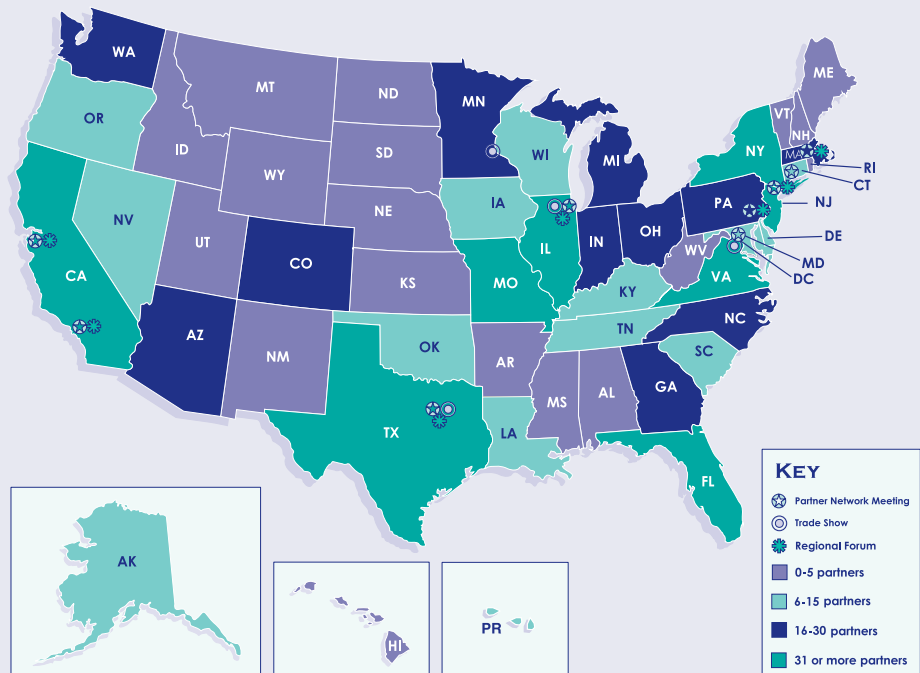 WA
MT
ND
MN
ME
VT
NH
OR
ID
SD
WI
MI
NY
MA
WY
RI
CT
IA
NE
PA
NJ
NV
UT
CO
IL
IN
OH
WV
DE
MD
DC
CA
KS
MO
VA
KY
NC
AZ
NM
OK
TN
AR
SC
MS
AL
GA
TX
LA
FL
AK
HI
PR
KEY
Partner Network Meeting
Trade Show
Regional Forum
0-5 partners
6-15 partners
16-30 partners
31 or more partners